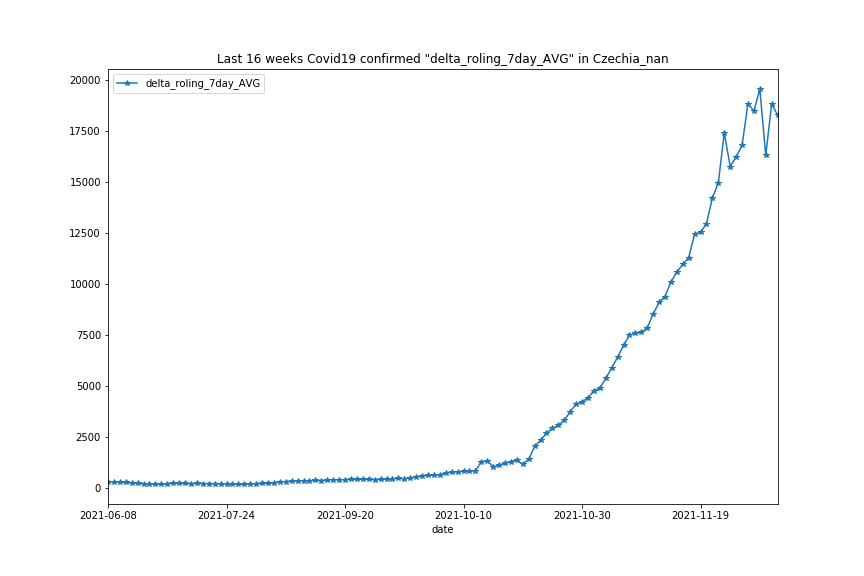 Last 16 weeks Covid19 confirmed "delta_roling_7day_AVG" in Czechia_nan
delta_roling_7day_AVG
20000
17500
15000
12500
10000
7500
5000
2500
0
2021-06-08 2021-07-24 2021-09-20 2021-10-10 2021-10-30 2021-11-19
date